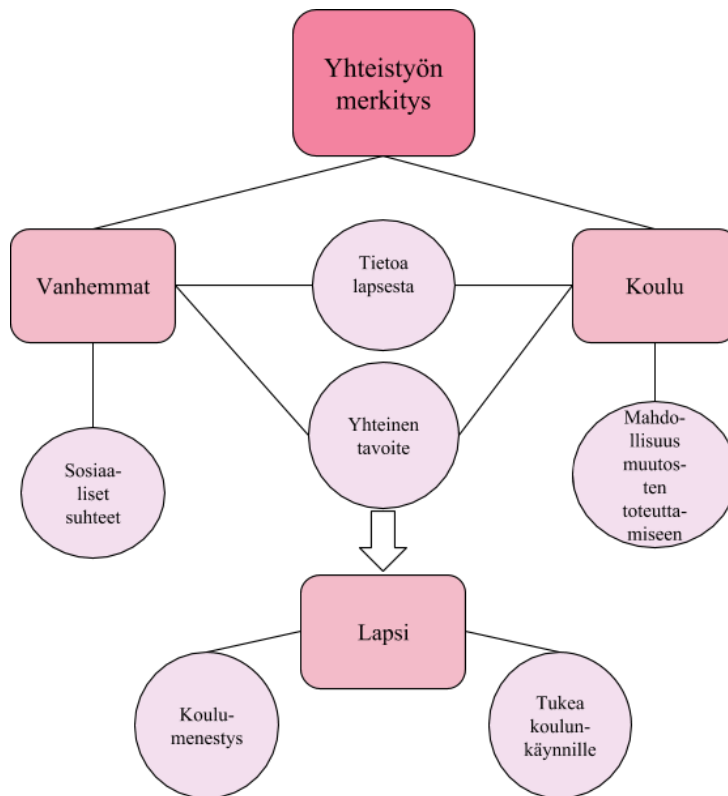 Yhteistyön
merkitys
Vanhemmat
Tietoa
lapsesta
Koulu
Yhteinen
tavoite
Sosiaa-
liset
suhteet
Mahdo-
llisuus
muutos-
ten
toteutta-
miseen
Lapsi
Koulu-
menestys
Tukea
koulun-
käynnille